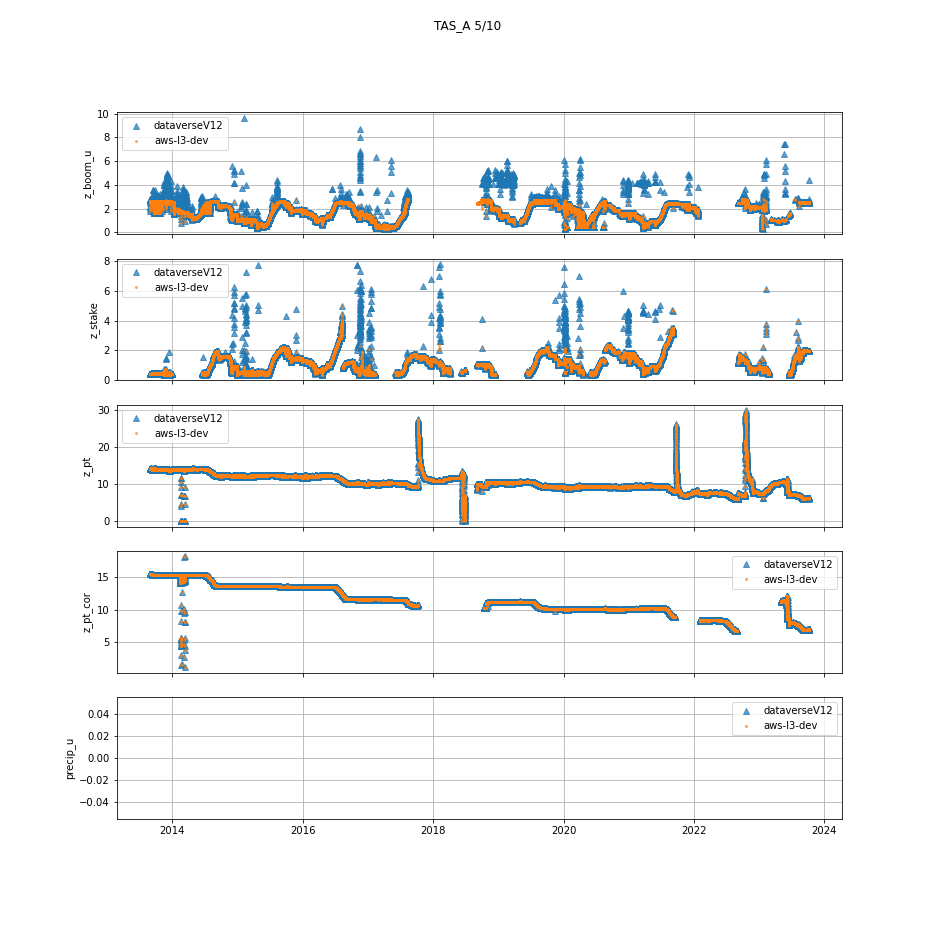 TAS_A 5/10
10
8
6
4
2
0
z_boom_u
dataverseV12
aws-l3-dev
8
6
4
2
0
z_stake
dataverseV12
aws-l3-dev
30
20
10
0
z_pt
dataverseV12
aws-l3-dev
15
10
5
z_pt_cor
dataverseV12
aws-l3-dev
0.04
0.02
0.00
−0.02
−0.04
precip_u
dataverseV12
aws-l3-dev
2014 2016 2018 2020 2022 2024